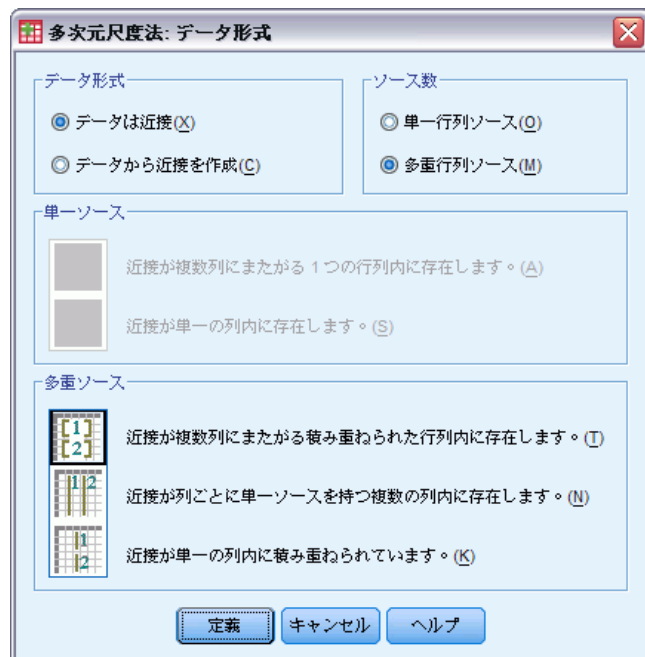 多次元尺度法: データ形式
データ形式
データは近接(X)
データから近接を作成(C)
ソース数
単一行列ソース(O)
多重行列ソース(M)
単一ソース
近接が複数列にまたがる 1 つの行列内に存在します。(A)
近接が単一の列内に存在します。(S)
多重ソース
[1]
[2]
近接が複数列にまたがる積み重ねられた行列内に存在します。(T)
1 2
近接が列ごとに単一ソースを持つ複数の列内に存在します。(N)
1
2
近接が単一の列内に積み重ねられています。(K)
定義 キャンセル ヘルプ